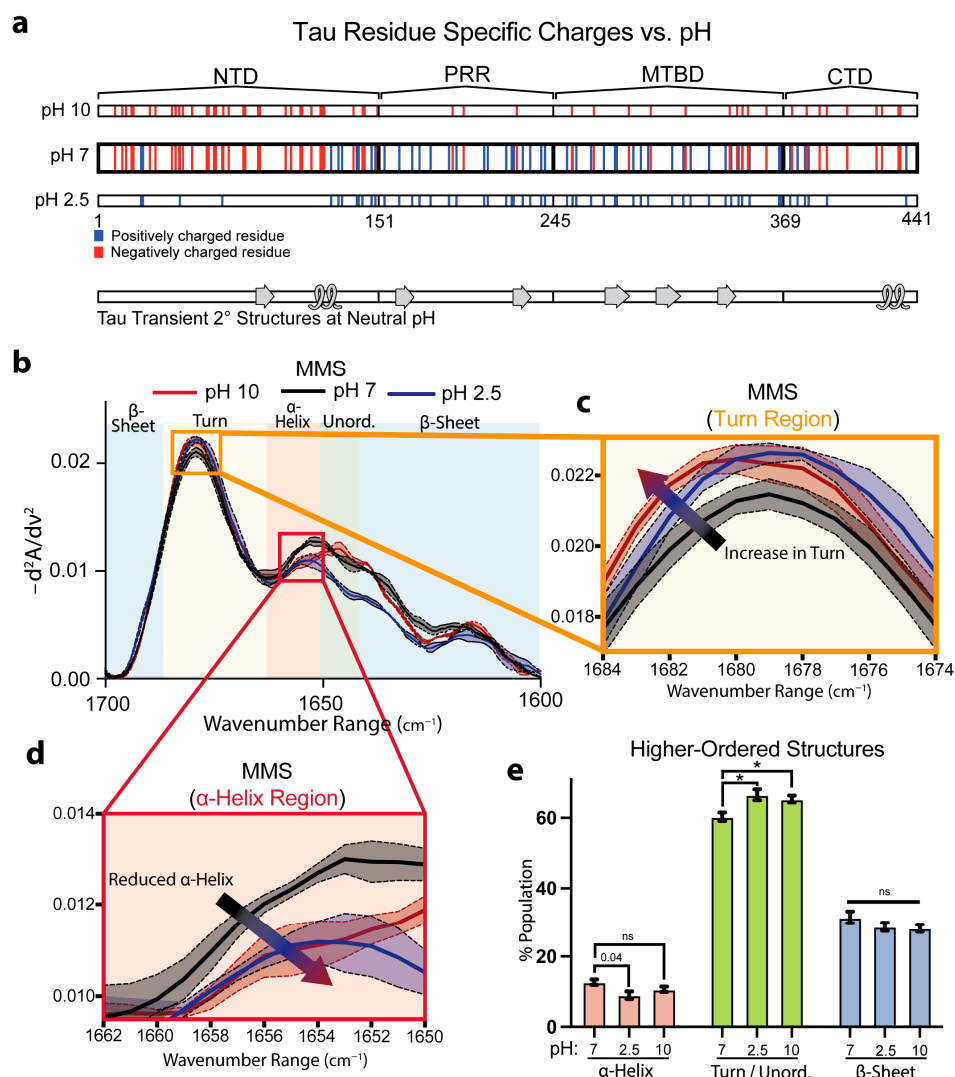 a
Tau Residue Specific Charges vs. pH
NTD PRR MTBD CTD
pH 10
pH 7
pH 2.5
1 151 245 369 441
Positively charged residue
Negatively charged residue
Tau Transient 2° Structures at Neutral pH
b
MMS
pH 10 pH 7 pH 2.5
β-Sheet Turn α-Helix Unord. β-Sheet
−d²A/dv²
0.02
0.01
0.00
1700 1650 1600
Wavenumber Range (cm⁻¹)
c
MMS
(Turn Region)
0.022
0.020
0.018
Increase in Turn
1684 1682 1680 1678 1676 1674
Wavenumber Range (cm⁻¹)
d
MMS
(α-Helix Region)
0.014
0.012
0.010
Reduced α-Helix
1662 1660 1658 1656 1654 1652 1650
Wavenumber Range (cm⁻¹)
e
Higher-Ordered Structures
% Population
60
40
20
0
0.04
ns
*
*
ns
pH: 7 2.5 10 7 2.5 10 7 2.5 10
α-Helix Turn / Unord. β-Sheet